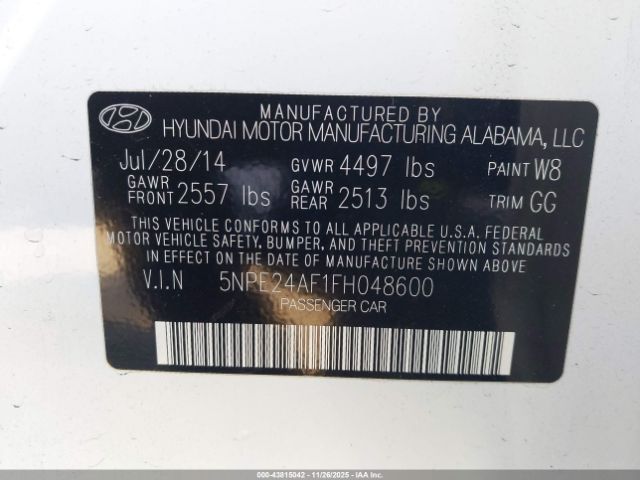 MANUFACTURED BY
HYUNDAI MOTOR MANUFACTURING ALABAMA, LLC
Jul/28/14 GVWR 4497 lbs PAINT W8
GAWR FRONT 2557 lbs GAWR REAR 2513 lbs TRIM GG
THIS VEHICLE CONFORMS TO ALL APPLICABLE U.S.A. FEDERAL
MOTOR VEHICLE SAFETY, BUMPER, AND THEFT PREVENTION STANDARDS
IN EFFECT ON THE DATE OF MANUFACTURE SHOWN ABOVE.
V.I.N 5NPE24AF1FH048600
PASSENGER CAR
000-43815042 - 11/26/2025 - IAAI.COM